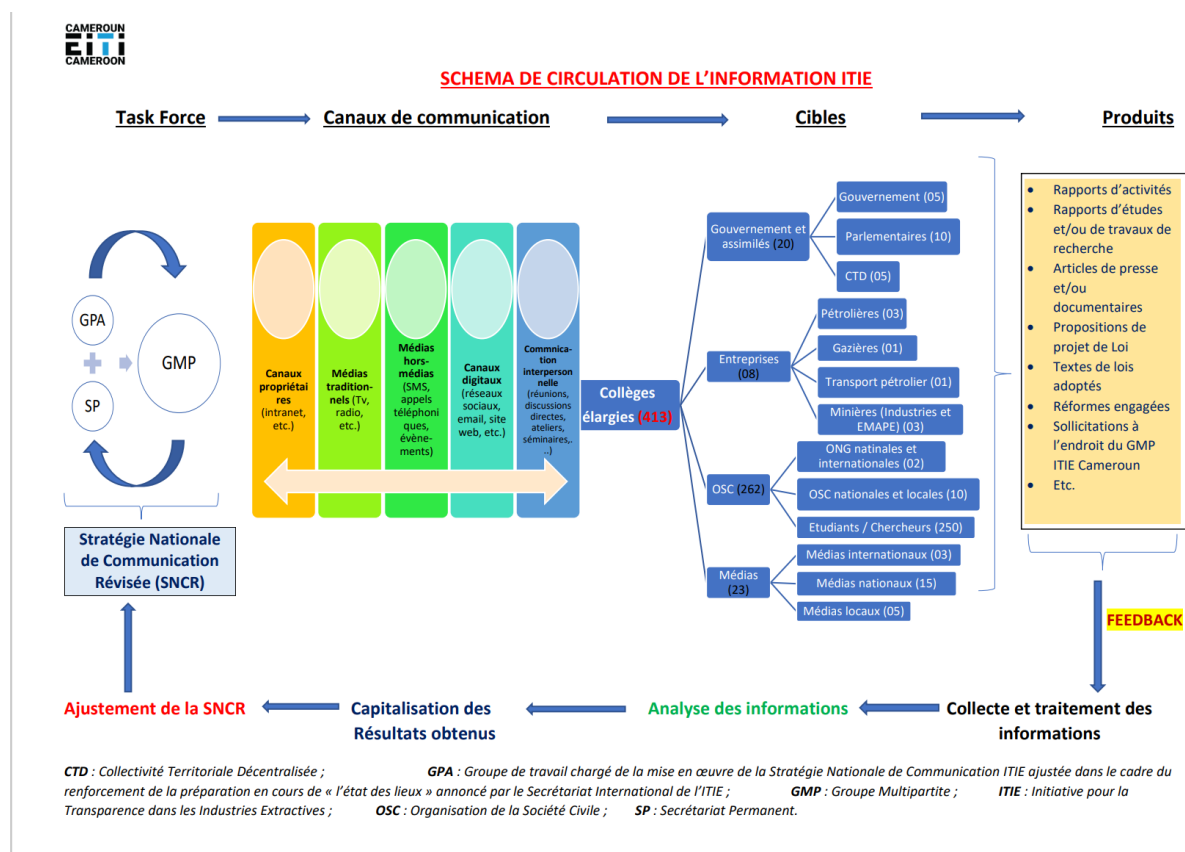 CAMEROUN
EITI
CAMEROON
SCHEMA DE CIRCULATION DE L’INFORMATION ITIE
Task Force
Canaux de communication
Cibles
Produits
GPA
SP
GMP
Stratégie Nationale
de Communication
Révisée (SNCR)
Canaux
propriétai
res
(intranet,
etc.)
Médias
tradition-
nels (Tv,
radio,
etc.)
Médias
hors-
médias
(SMS,
appels
téléphoni
ques,
évène-
ments)
Canaux
digitaux
(réseaux
sociaux,
email, site
web, etc.)
Commnica-
tion
interperso
nnelle
(réunions,
discussions
directes,
ateliers,
séminaires,.
..)
Collèges
élargies (413)
Gouvernement et
assimilés (20)
Gouvernement (05)
Parlementaires (10)
CTD (05)
Entreprises
(08)
Pétrolières (03)
Gazières (01)
Transport pétrolier (01)
Minières (Industries et
EMAPE) (03)
OSC (262)
ONG natinales et
internationales (02)
OSC nationales et locales (10)
Etudiants / Chercheurs (250)
Médias
(23)
Médias internationaux (03)
Médias nationaux (15)
Médias locaux (05)
• Rapports d’activités
• Rapports d’études
et/ou de travaux de
recherche
• Articles de presse
et/ou
documentaires
• Propositions de
projet de Loi
• Textes de lois
adoptés
• Réformes engagées
• Sollicitations à
l’endroit du GMP
ITIE Cameroun
• Etc.
FEEDBACK
Ajustement de la SNCR
Capitalisation des
Résultats obtenus
Analyse des informations
Collecte et traitement des
informations
CTD : Collectivité Territoriale Décentralisée ; GPA : Groupe de travail chargé de la mise en œuvre de la Stratégie Nationale de Communication ITIE ajustée dans le cadre du
renforcement de la préparation en cours de « l’état des lieux » annoncé par le Secrétariat International de l’ITIE ; GMP : Groupe Multipartite ; ITIE : Initiative pour la
Transparence dans les Industries Extractives ; OSC : Organisation de la Société Civile ; SP : Secrétariat Permanent.